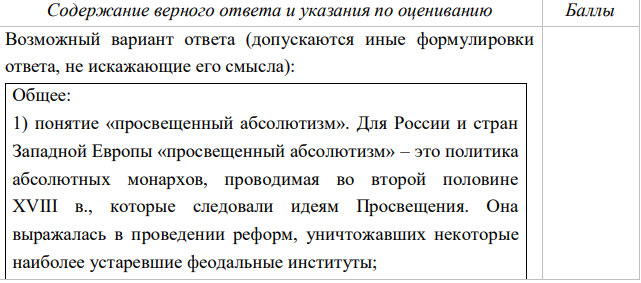 Содержание верного ответа и указания по оцениванию
Баллы
Возможный вариант ответа (допускаются иные формулировки
ответа, не искажающие его смысла):
Общее:
1) понятие «просвещенный абсолютизм». Для России и стран
Западной Европы «просвещенный абсолютизм» – это политика
абсолютных монархов, проводимая во второй половине
XVIII в., которые следовали идеям Просвещения. Она
выражалась в проведении реформ, уничтожавших некоторые
наиболее устаревшие феодальные институты;